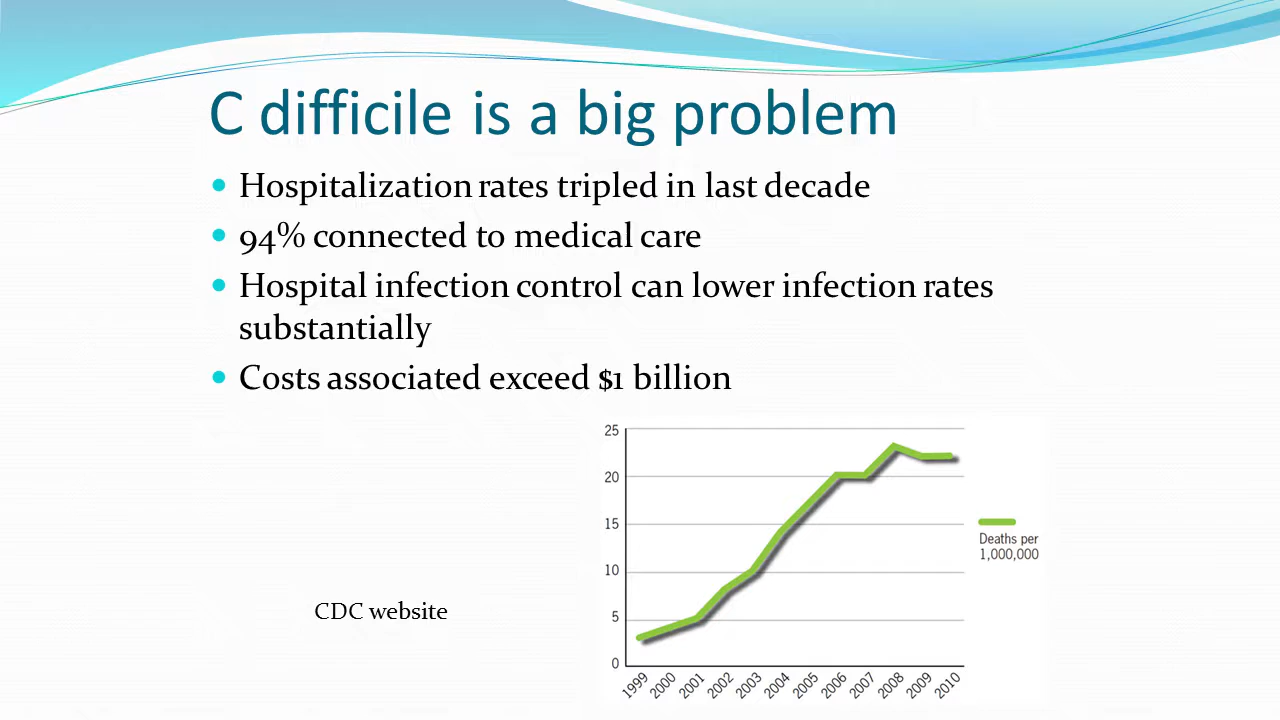 C difficile is a big problem
• Hospitalization rates tripled in last decade
• 94% connected to medical care
• Hospital infection control can lower infection rates
substantially
• Costs associated exceed $1 billion
25
20
15
10
5
0
1999
2000
2001
2002
2003
2004
2005
2006
2007
2008
2009
2010
Deaths per
1,000,000
CDC website